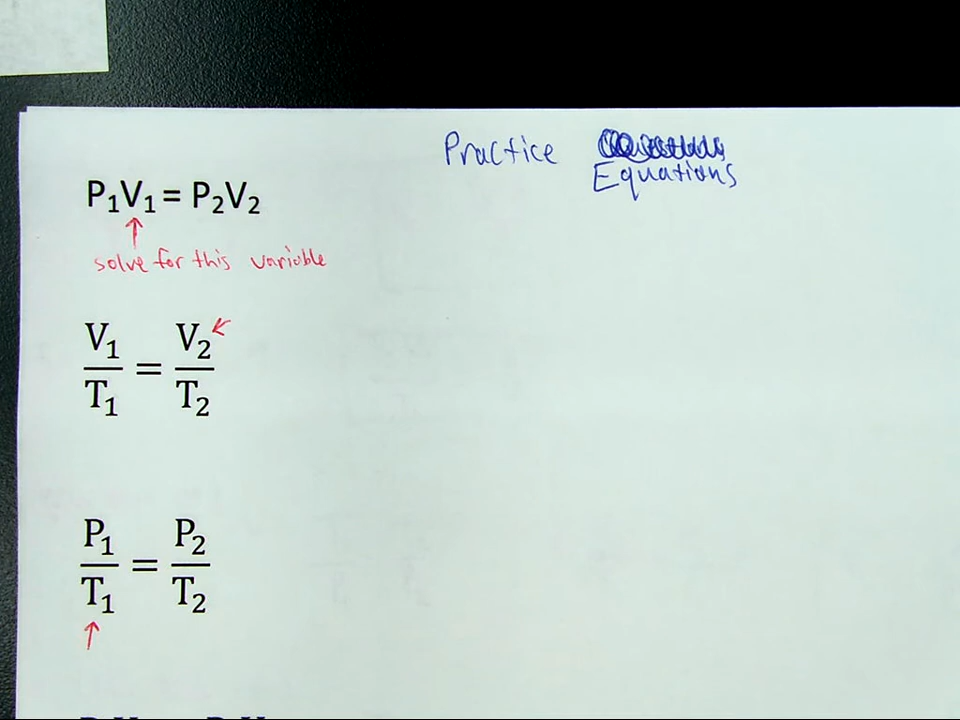 Practice
Equations
P₁V₁ = P₂V₂
↑
solve for this variable
V₁/T₁ = V₂/T₂ ↙
P₁/T₁ = P₂/T₂
↑